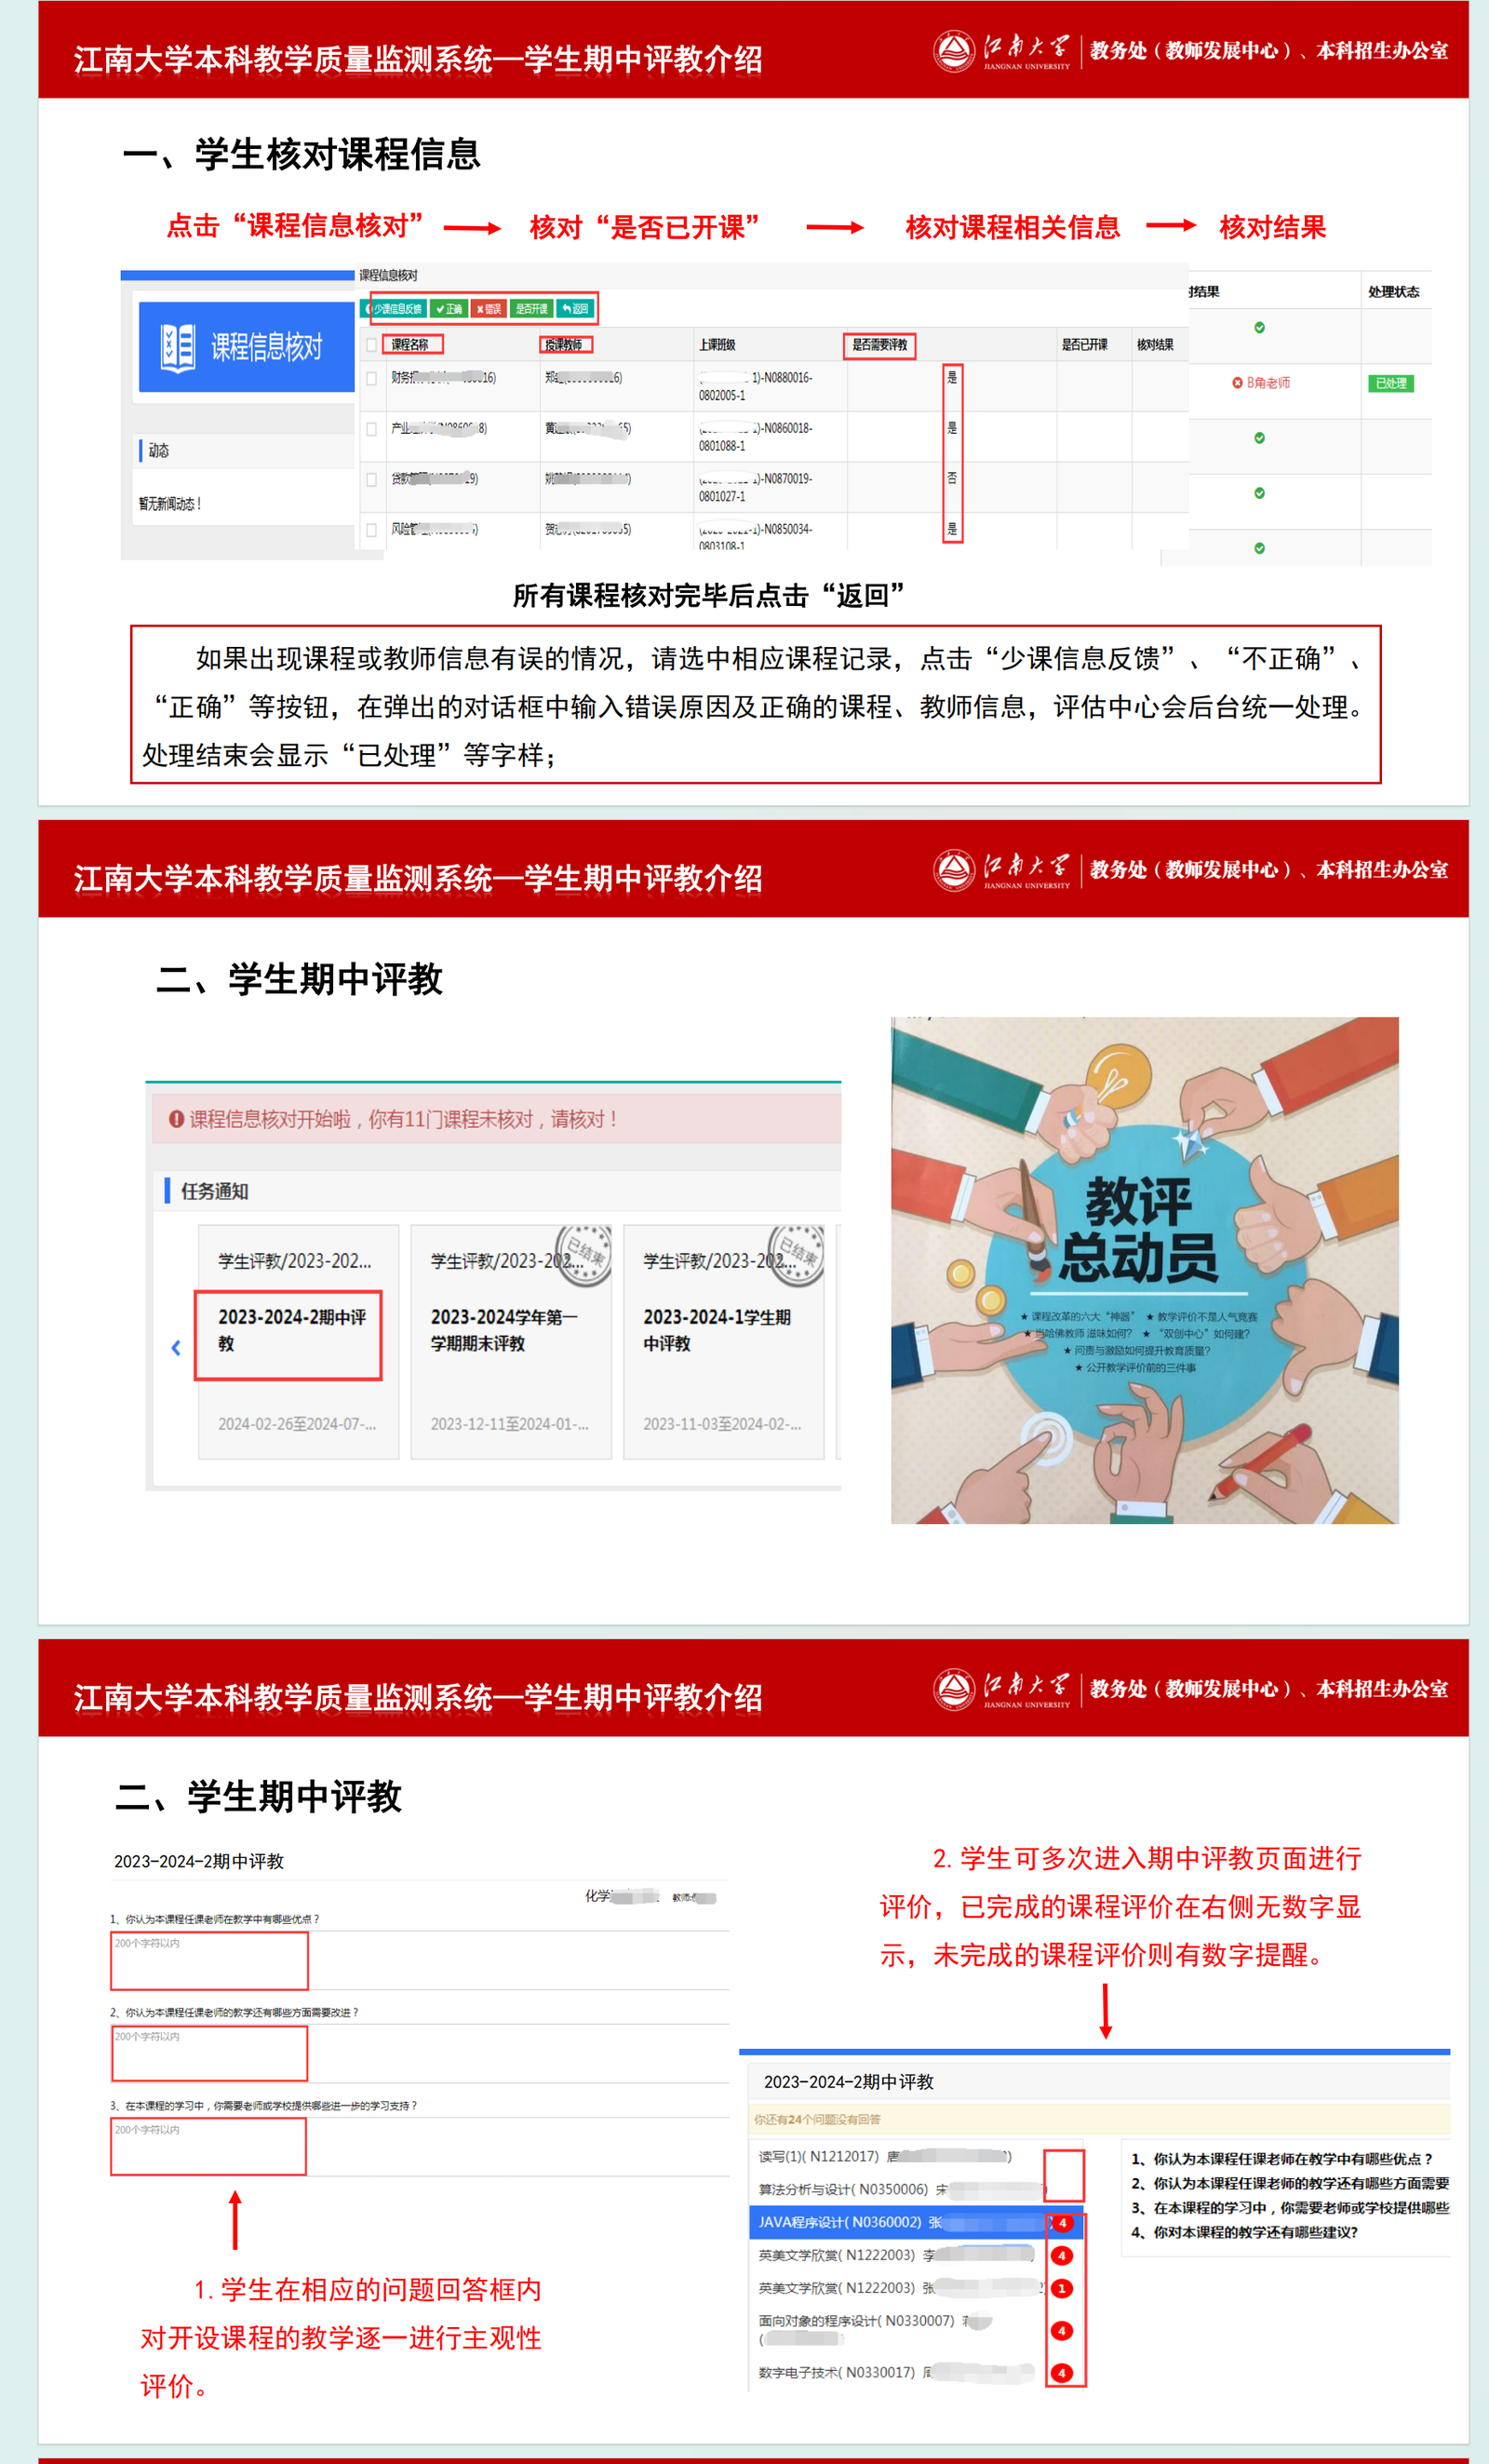 江南大学本科教学质量监测系统—学生期中评教介绍
江南大学
JIANGNAN UNIVERSITY
教务处（教师发展中心）、本科招生办公室
一、学生核对课程信息
点击“课程信息核对”
核对“是否已开课”
核对课程相关信息
核对结果
课程信息核对
动态
暂无新闻动态！
课程信息核对
少课信息反馈 正确 错误 是否开课 返回
课程名称 授课教师 上课班级 是否需要评教 是否已开课 核对结果
财务 16) 郑 26) 1)-N0880016-
0802005-1
是
产业 8) 黄 65) )-N0860018-
0801088-1
是
贷款 29) 姚 )-N0870019-
0801027-1
否
风险 ) 贺 5) -1)-N0850034-
0803108-1
是
对结果 处理状态
B角老师 已处理
所有课程核对完毕后点击“返回”
如果出现课程或教师信息有误的情况，请选中相应课程记录，点击“少课信息反馈”、“不正确”、
“正确”等按钮，在弹出的对话框中输入错误原因及正确的课程、教师信息，评估中心会后台统一处理。
处理结束会显示“已处理”等字样；
江南大学本科教学质量监测系统—学生期中评教介绍
江南大学
JIANGNAN UNIVERSITY
教务处（教师发展中心）、本科招生办公室
二、学生期中评教
课程信息核对开始啦，你有11门课程未核对，请核对！
任务通知
学生评教/2023-202...
2023-2024-2期中评
教
2024-02-26至2024-07-...
学生评教/2023-202...
已结束
2023-2024学年第一
学期期末评教
2023-12-11至2024-01-...
学生评教/2023-202...
已结束
2023-2024-1学生期
中评教
2023-11-03至2024-02-...
教评
总动员
★ 课程改革的六大“神器” ★ 教学评价不是人气竞赛
★ 当哈佛教师 滋味如何? ★ “双创中心”如何建?
★ 问责与激励如何提升教育质量?
★ 公开教学评价前的三件事
江南大学本科教学质量监测系统—学生期中评教介绍
江南大学
JIANGNAN UNIVERSITY
教务处（教师发展中心）、本科招生办公室
二、学生期中评教
2023-2024-2期中评教
化学 教师:
1、你认为本课程任课老师在教学中有哪些优点？
200个字符以内
2、你认为本课程任课老师的教学还有哪些方面需要改进？
200个字符以内
3、在本课程的学习中，你需要老师或学校提供哪些进一步的学习支持？
200个字符以内
1.学生在相应的问题回答框内
对开设课程的教学逐一进行主观性
评价。
2.学生可多次进入期中评教页面进行
评价，已完成的课程评价在右侧无数字显
示，未完成的课程评价则有数字提醒。
2023-2024-2期中评教
你还有24个问题没有回答
读写(1)( N1212017) 唐 )
算法分析与设计( N0350006) 宋
JAVA程序设计( N0360002) 张 4
英美文学欣赏( N1222003) 李 4
英美文学欣赏( N1222003) 张 1
面向对象的程序设计( N0330007)
( 4
数字电子技术( N0330017) 周 4
1、你认为本课程任课老师在教学中有哪些优点？
2、你认为本课程任课老师的教学还有哪些方面需要
3、在本课程的学习中，你需要老师或学校提供哪些
4、你对本课程的教学还有哪些建议?